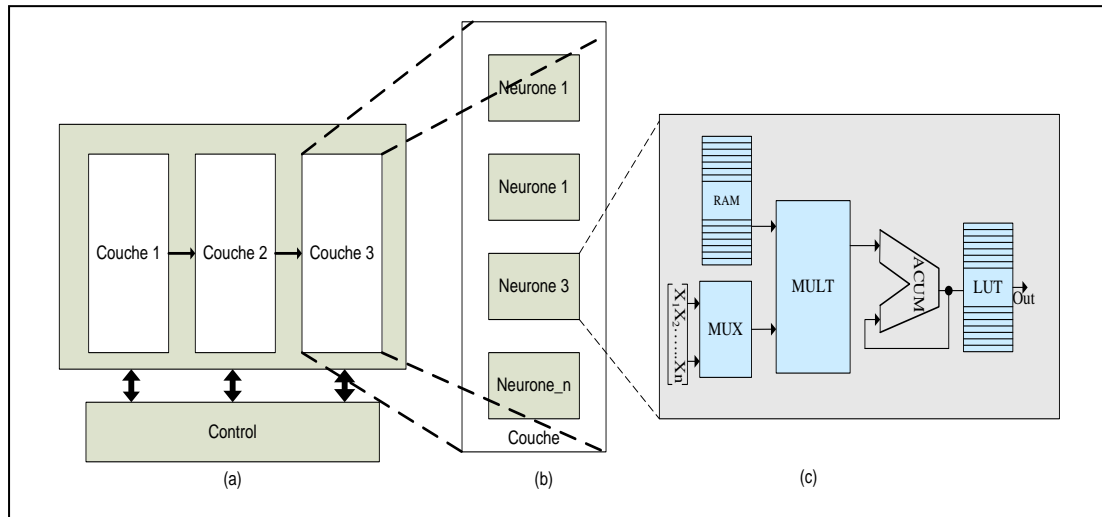 Couche 1
Couche 2
Couche 3
Control
(a)
Neurone 1
Neurone 1
Neurone 3
Neurone_n
Couche
(b)
RAM
[X1X2......Xn]
MUX
MULT
ACUM
LUT
Out
(c)